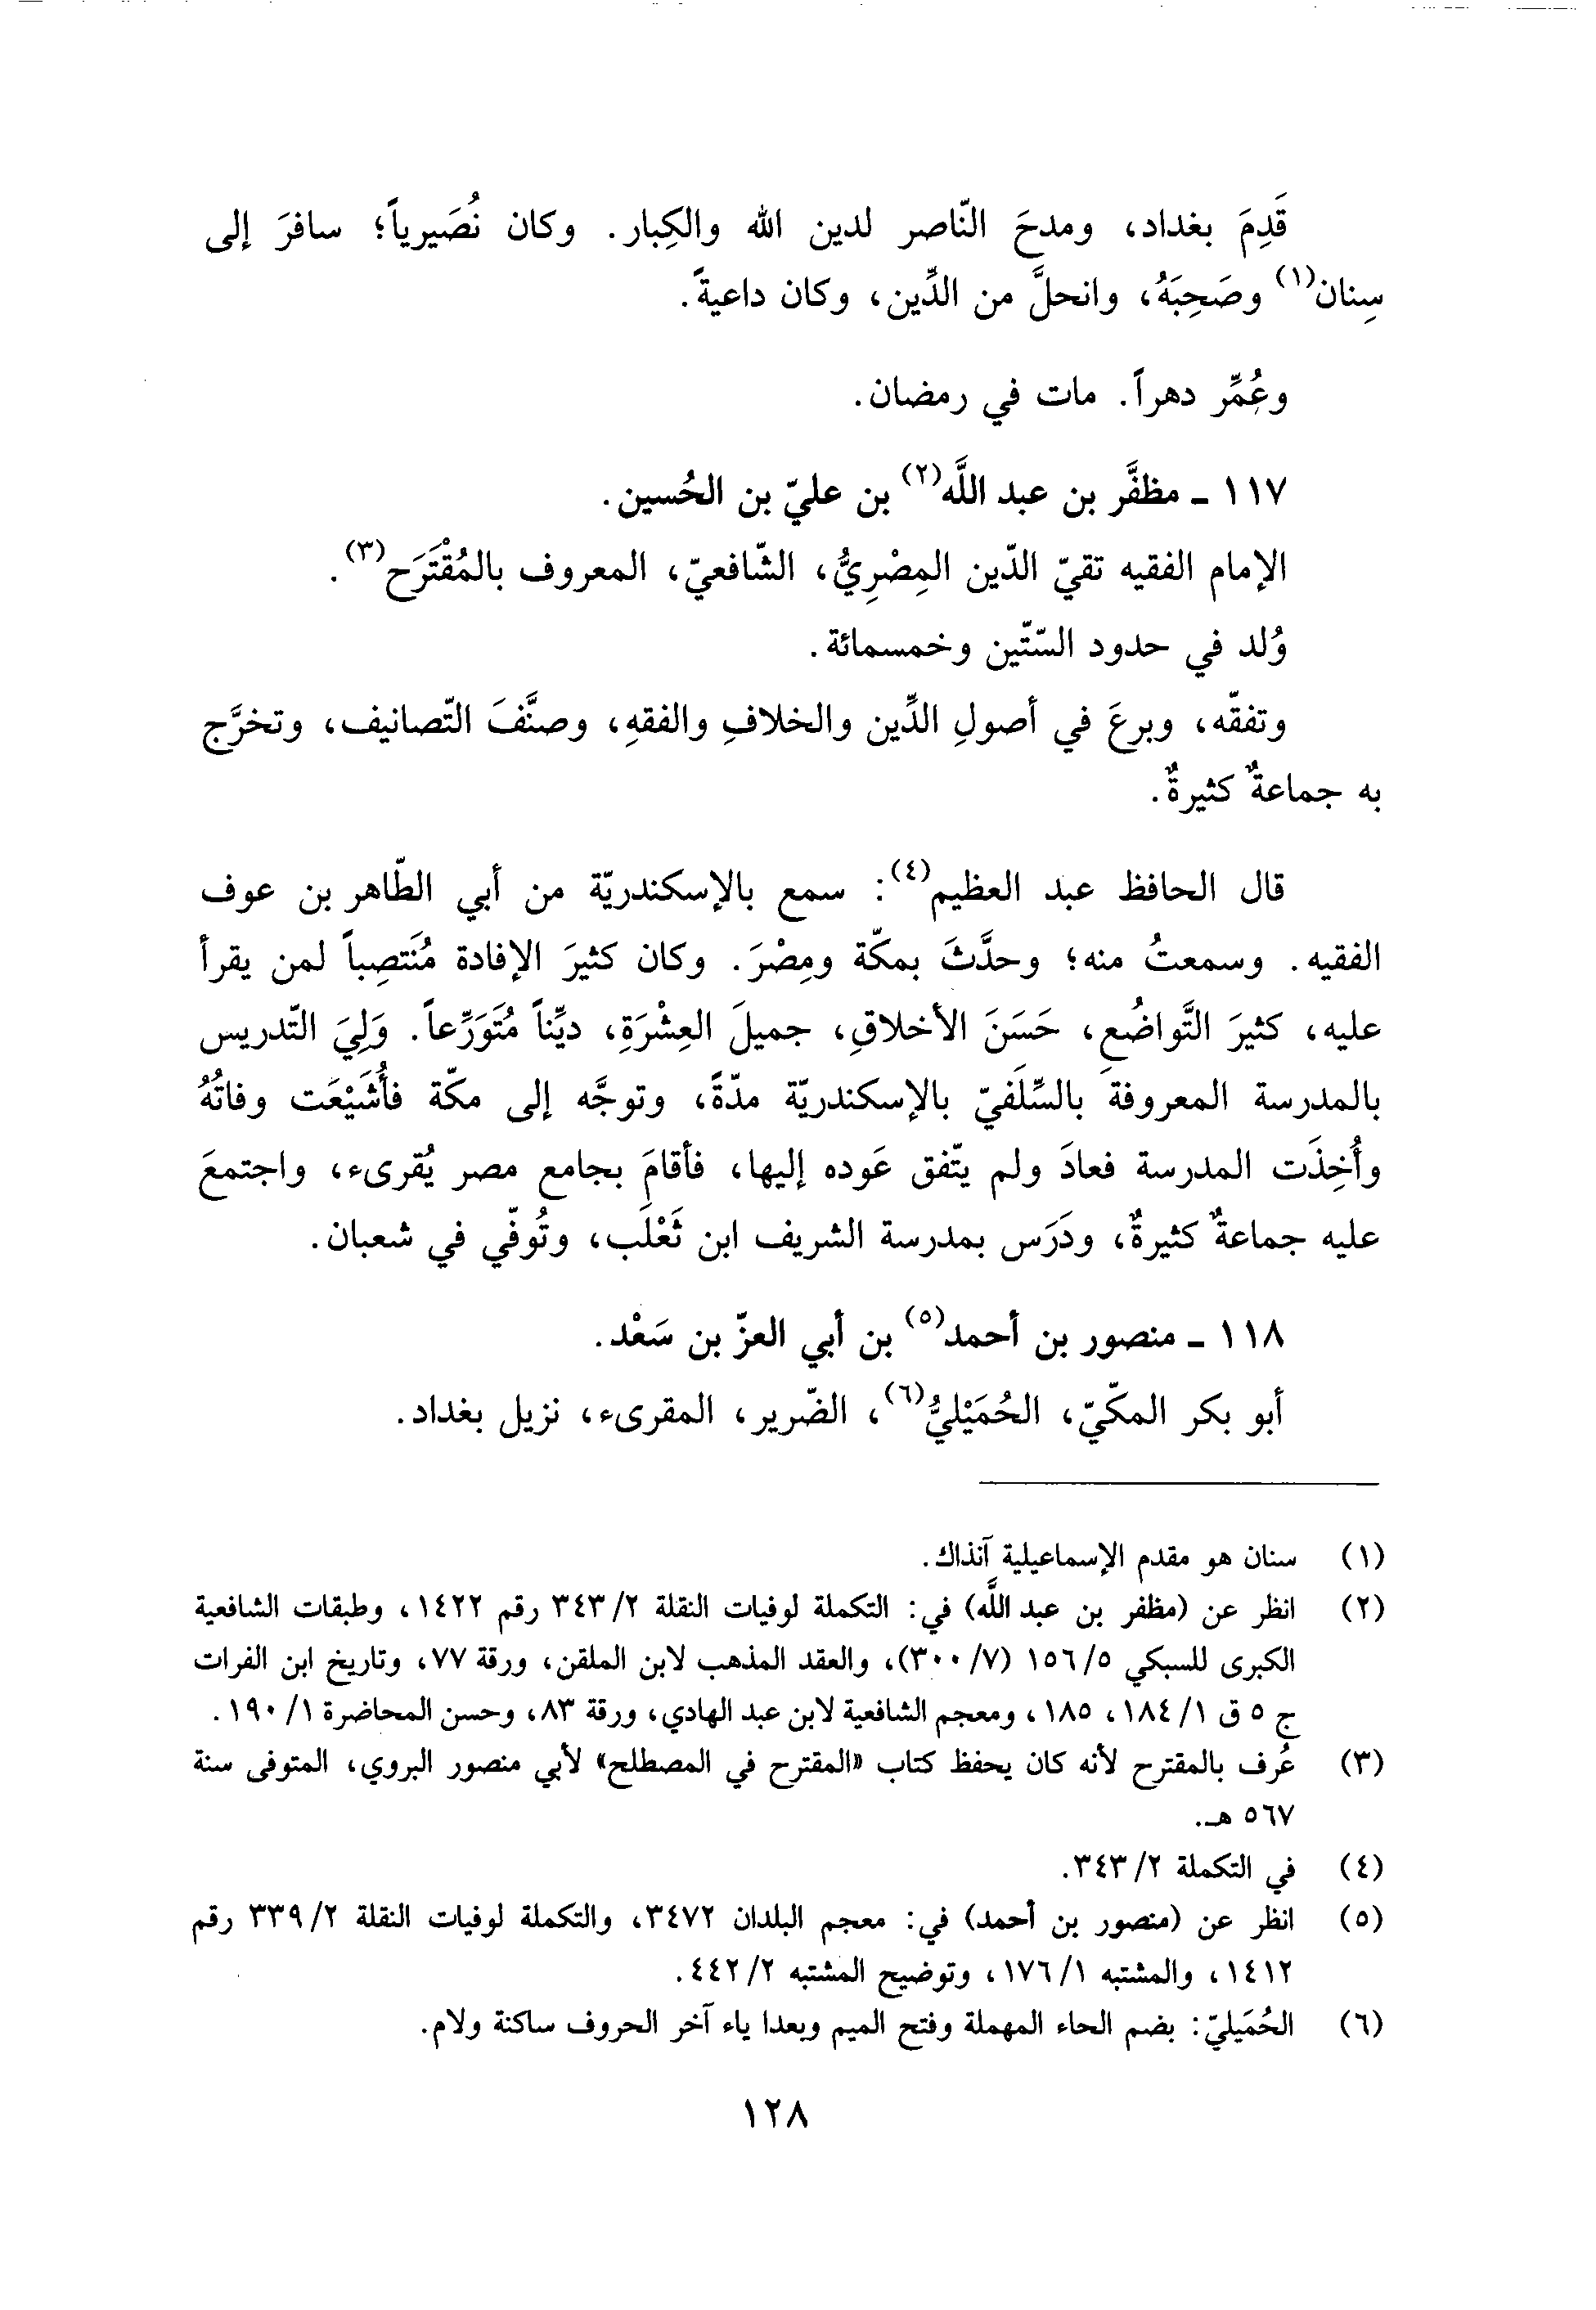 قَدِمَ بغداد، ومدحَ النّاصر لدين الله والكِبار. وكان نُصَيرياً؛ سافرَ إلى
سِنان(١) وصَحِبَهُ، وانحلَّ من الدِّين، وكان داعيةً.
وعُمِّر دهراً. مات في رمضان.
١١٧ ـ مظفَّر بن عبد اللَّه(٢) بن عليّ بن الحُسين.
الإمام الفقيه تقيّ الدّين المِصْرِيُّ، الشّافعيّ، المعروف بالمُقْتَرَح(٣).
وُلد في حدود السّتّين وخمسمائة.
وتفقّه، وبرعَ في أصولِ الدِّين والخلافِ والفقهِ، وصنَّفَ التّصانيف، وتخرَّج
به جماعةٌ كثيرةٌ.
قال الحافظ عبد العظيم(٤): سمع بالإسكندريّة من أبي الطّاهر بن عوف
الفقيه. وسمعتُ منه؛ وحدَّثَ بمكّة ومِصْرَ. وكان كثيرَ الإفادة مُنَتصِباً لمن يقرأ
عليه، كثيرَ التَّواضُعِ، حَسَنَ الأخلاقِ، جميلَ العِشْرَةِ، ديِّناً مُتَوَرِّعاً. وَلِيَ التّدريس
بالمدرسة المعروفة بالسِّلَفيّ بالإسكندريّة مدّةً، وتوجَّه إلى مكّة فأُشَيْعَت وفاتُهُ
وأُخِذَت المدرسة فعادَ ولم يتّفق عَوده إليها، فأقامَ بجامع مصر يُقرىء، واجتمعَ
عليه جماعةٌ كثيرةٌ، ودَرَس بمدرسة الشريف ابن ثَعْلَب، وتُوفّي في شعبان.
١١٨ ـ منصور بن أحمد(٥) بن أبي العزّ بن سَعْد.
أبو بكر المكّيّ، الحُمَيْليُّ(٦)، الضّرير، المقرىء، نزيل بغداد.
(١) سنان هو مقدم الإسماعيلية آنذاك.
(٢) انظر عن (مظفر بن عبد اللَّه) في: التكملة لوفيات النقلة ٢/ ٣٤٣ رقم ١٤٢٢، وطبقات الشافعية
الكبرى للسبكي ٥/ ١٥٦ (٧/ ٣٠٠)، والعقد المذهب لابن الملقن، ورقة ٧٧، وتاريخ ابن الفرات
ج ٥ ق ١/ ١٨٤، ١٨٥، ومعجم الشافعية لابن عبد الهادي، ورقة ٨٣، وحسن المحاضرة ١/ ١٩٠.
(٣) عُرف بالمقترح لأنه كان يحفظ كتاب «المقترح في المصطلح» لأبي منصور البروي، المتوفى سنة
٥٦٧ هـ.
(٤) في التكملة ٢/ ٣٤٣.
(٥) انظر عن (منصور بن أحمد) في: معجم البلدان ٣٤٧٢، والتكملة لوفيات النقلة ٢/ ٣٣٩ رقم
١٤١٢، والمشتبه ١/ ١٧٦، وتوضيح المشتبه ٢/ ٤٤٢.
(٦) الحُمَيليّ: بضم الحاء المهملة وفتح الميم وبعدا ياء آخر الحروف ساكنة ولام.
١٢٨